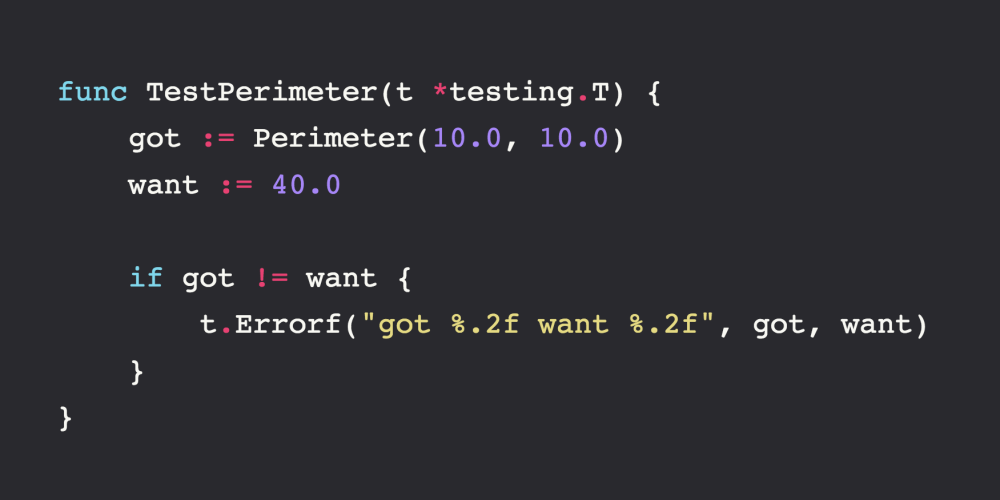 func TestPerimeter(t *testing.T) {
    got := Perimeter(10.0, 10.0)
    want := 40.0

    if got != want {
        t.Errorf("got %.2f want %.2f", got, want)
    }
}